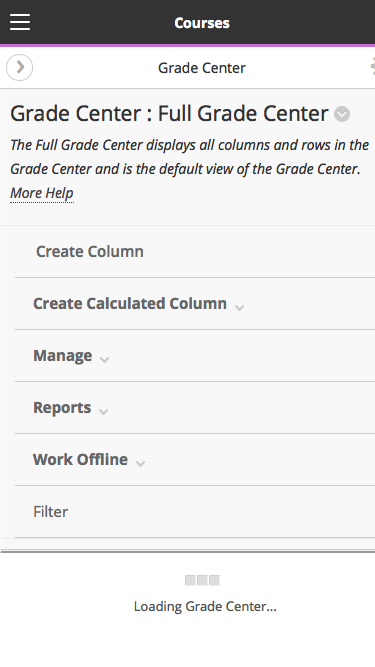 Courses
Grade Center
Grade Center : Full Grade Center
The Full Grade Center displays all columns and rows in the
Grade Center and is the default view of the Grade Center.
More Help
Create Column
Create Calculated Column
Manage
Reports
Work Offline
Filter
Loading Grade Center...